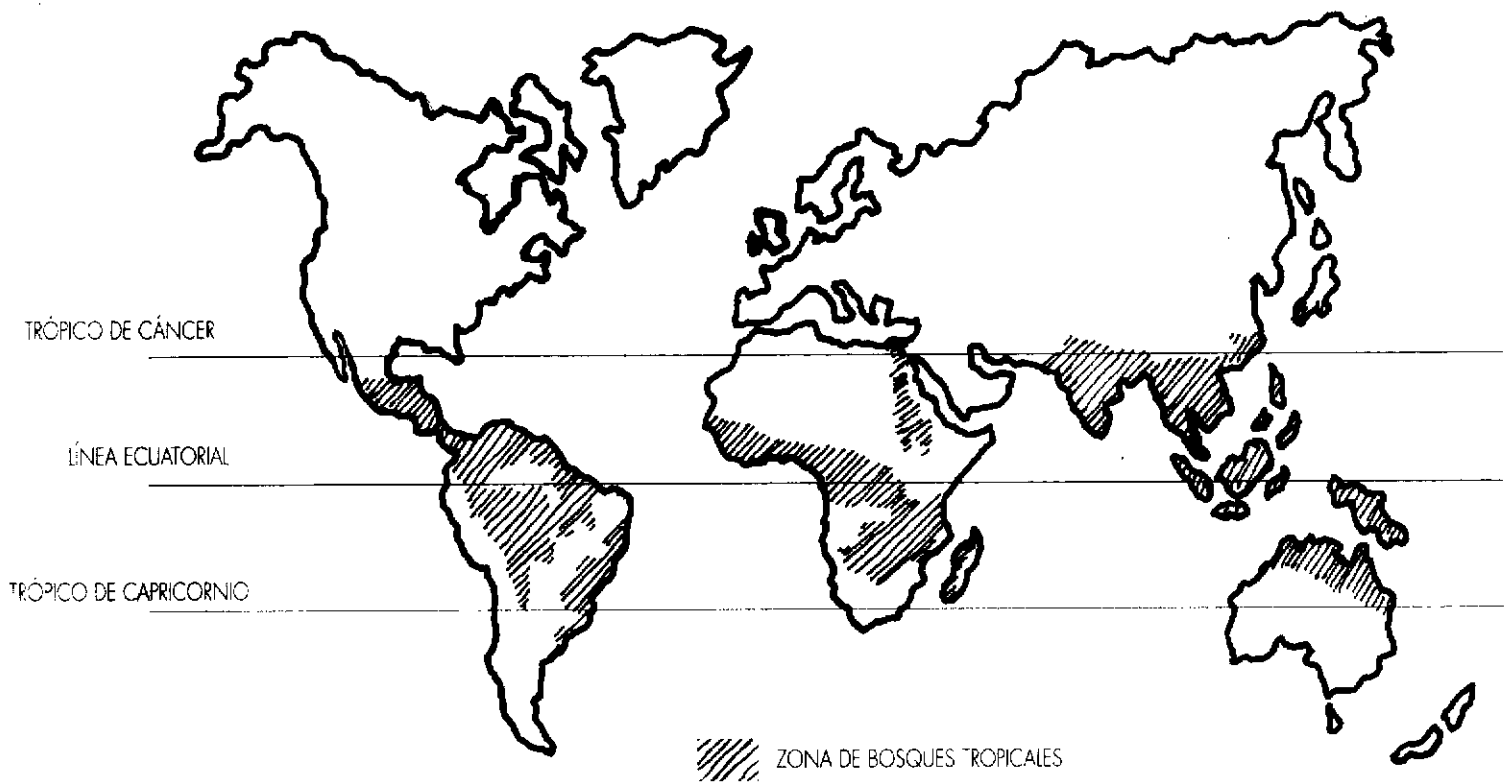 TRÓPICO DE CÁNCER
LÍNEA ECUATORIAL
TRÓPICO DE CAPRICORNIO
ZONA DE BOSQUES TROPICALES